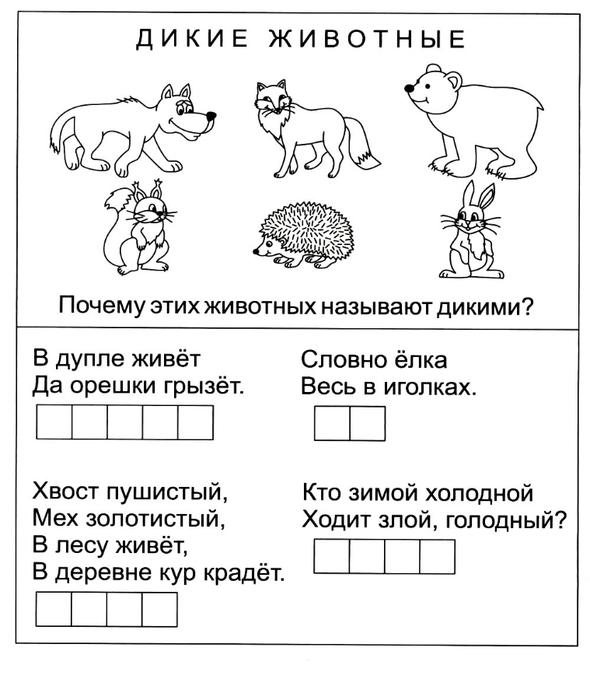 ДИКИЕ ЖИВОТНЫЕ
Почему этих животных называют дикими?
В дупле живёт
Да орешки грызёт.
Словно ёлка
Весь в иголках.
Хвост пушистый,
Мех золотистый,
В лесу живёт,
В деревне кур крадёт.
Кто зимой холодной
Ходит злой, голодный?